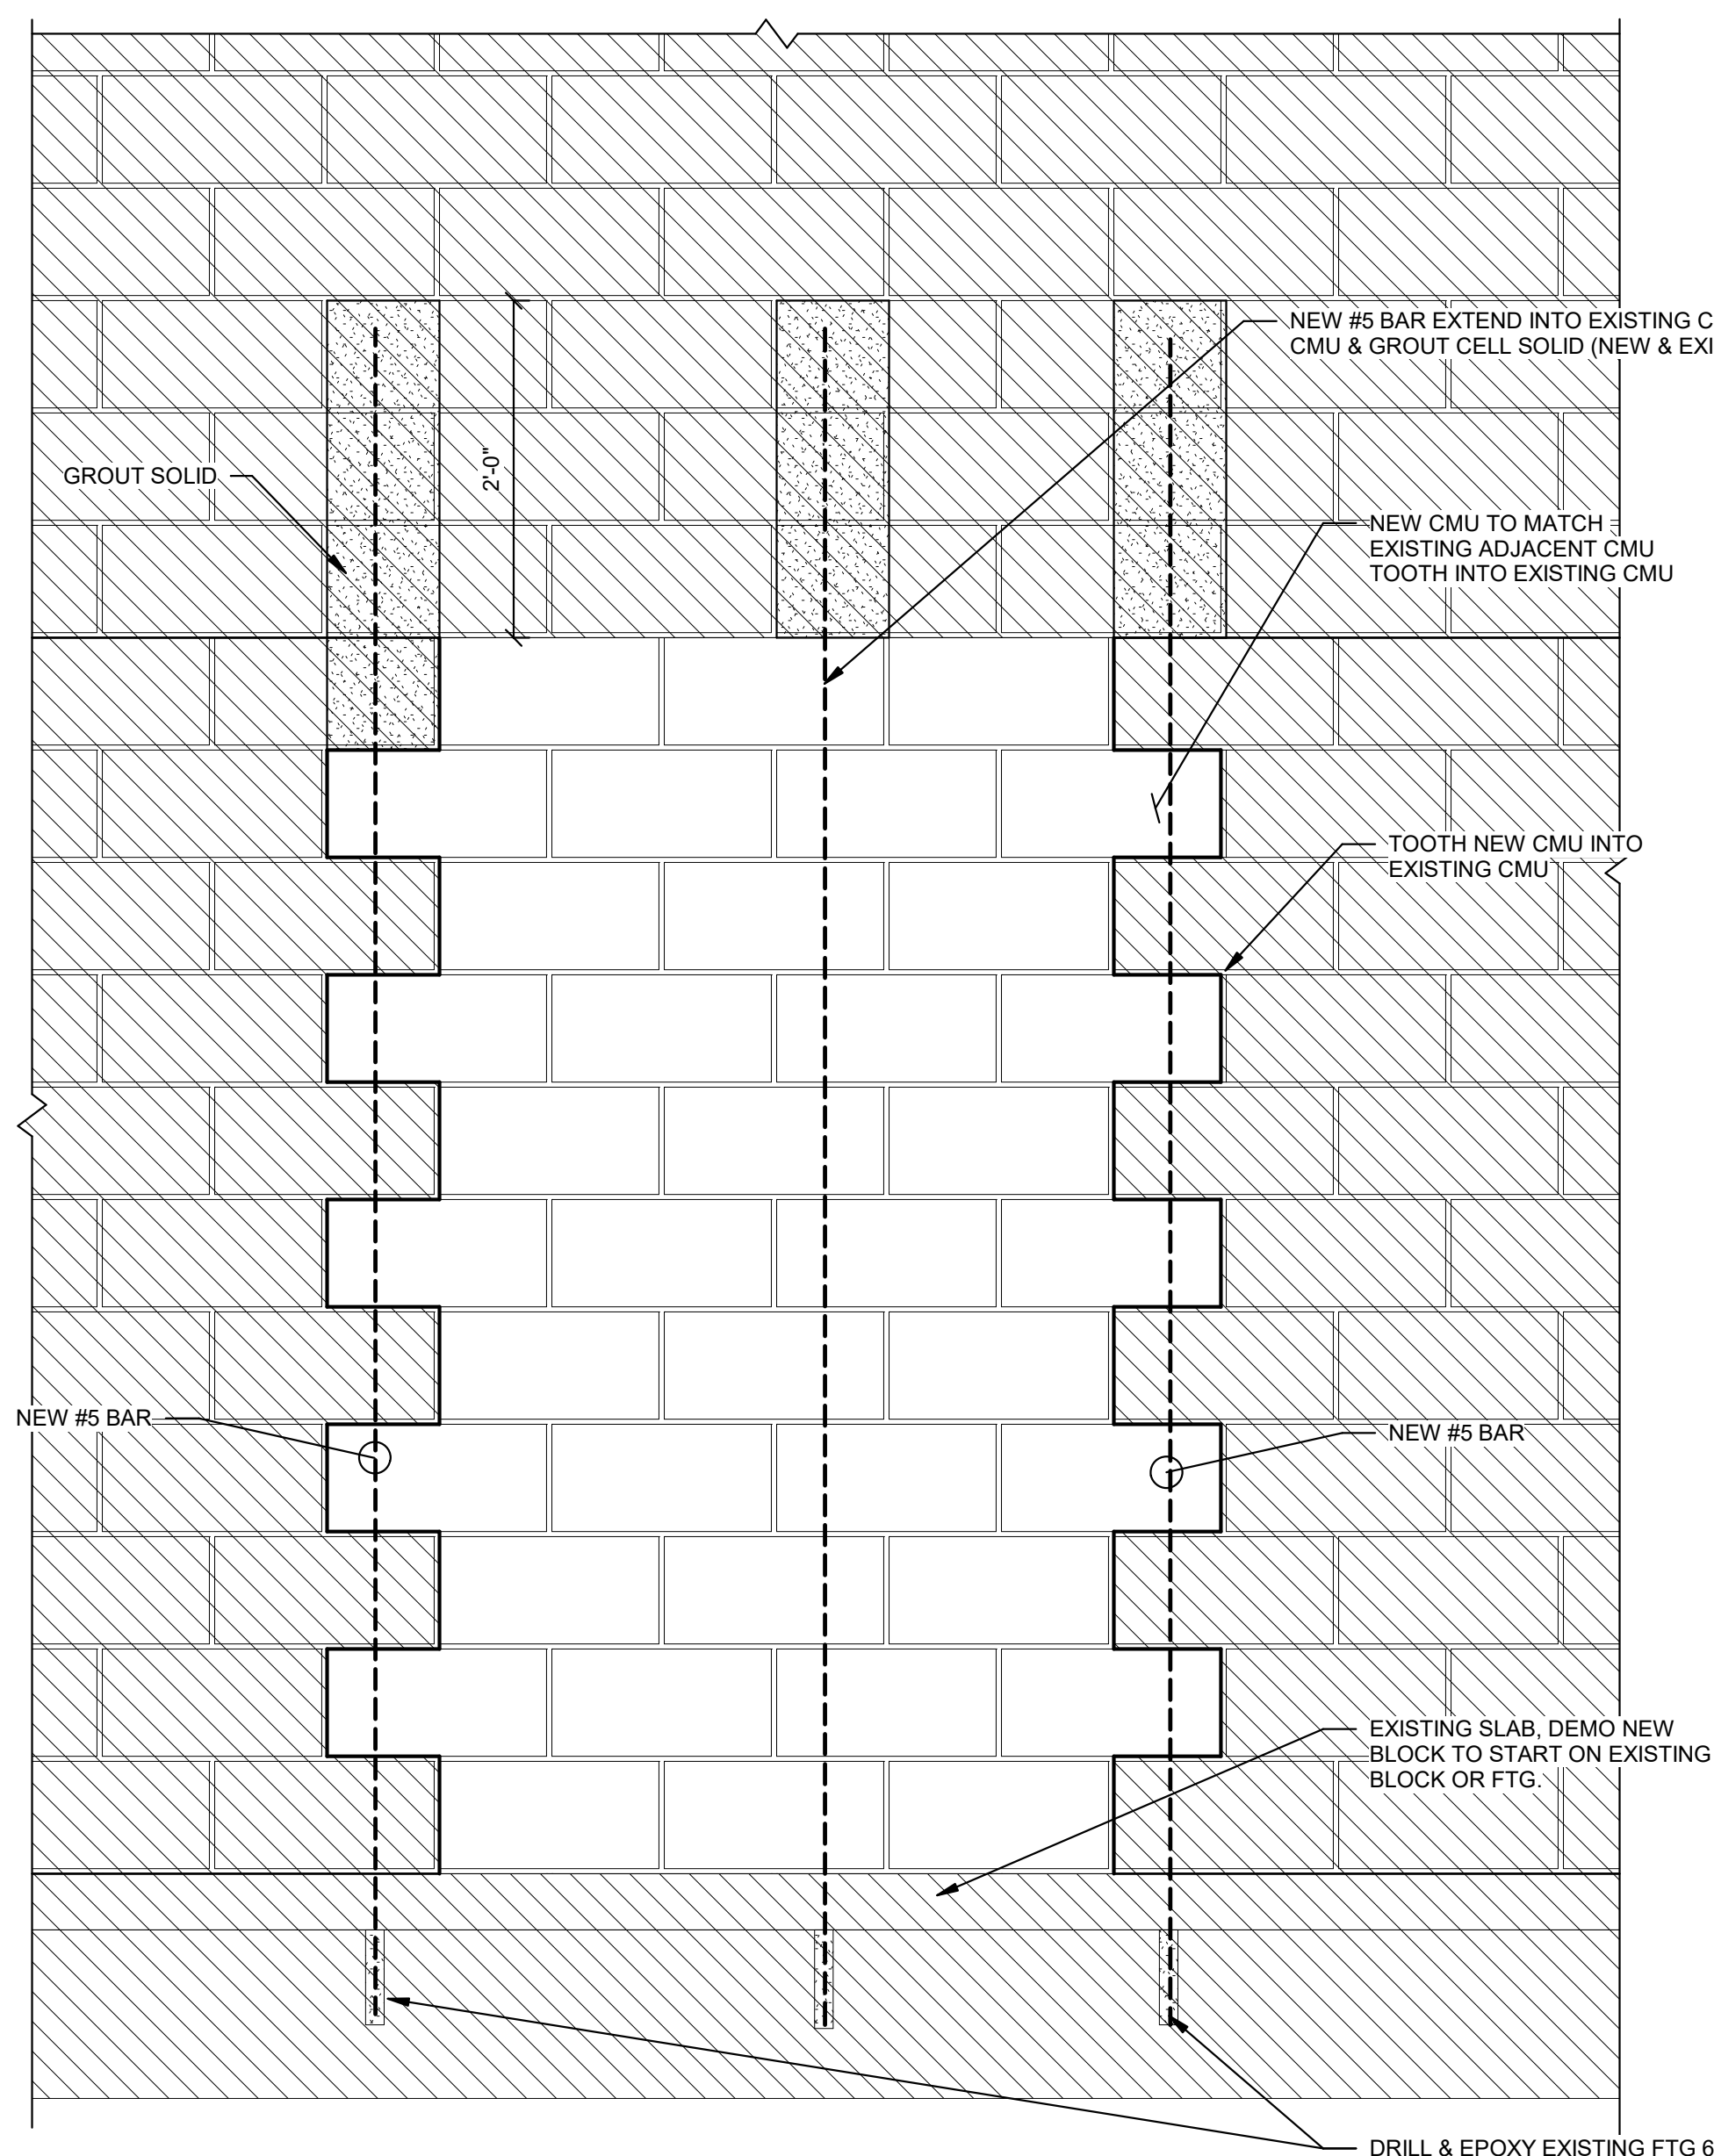 NEW #5 BAR EXTEND INTO EXISTING C
CMU & GROUT CELL SOLID (NEW & EXI
GROUT SOLID
2'-0"
NEW CMU TO MATCH
EXISTING ADJACENT CMU
TOOTH INTO EXISTING CMU
TOOTH NEW CMU INTO
EXISTING CMU
NEW #5 BAR
NEW #5 BAR
EXISTING SLAB, DEMO NEW
BLOCK TO START ON EXISTING
BLOCK OR FTG.
DRILL & EPOXY EXISTING FTG 6